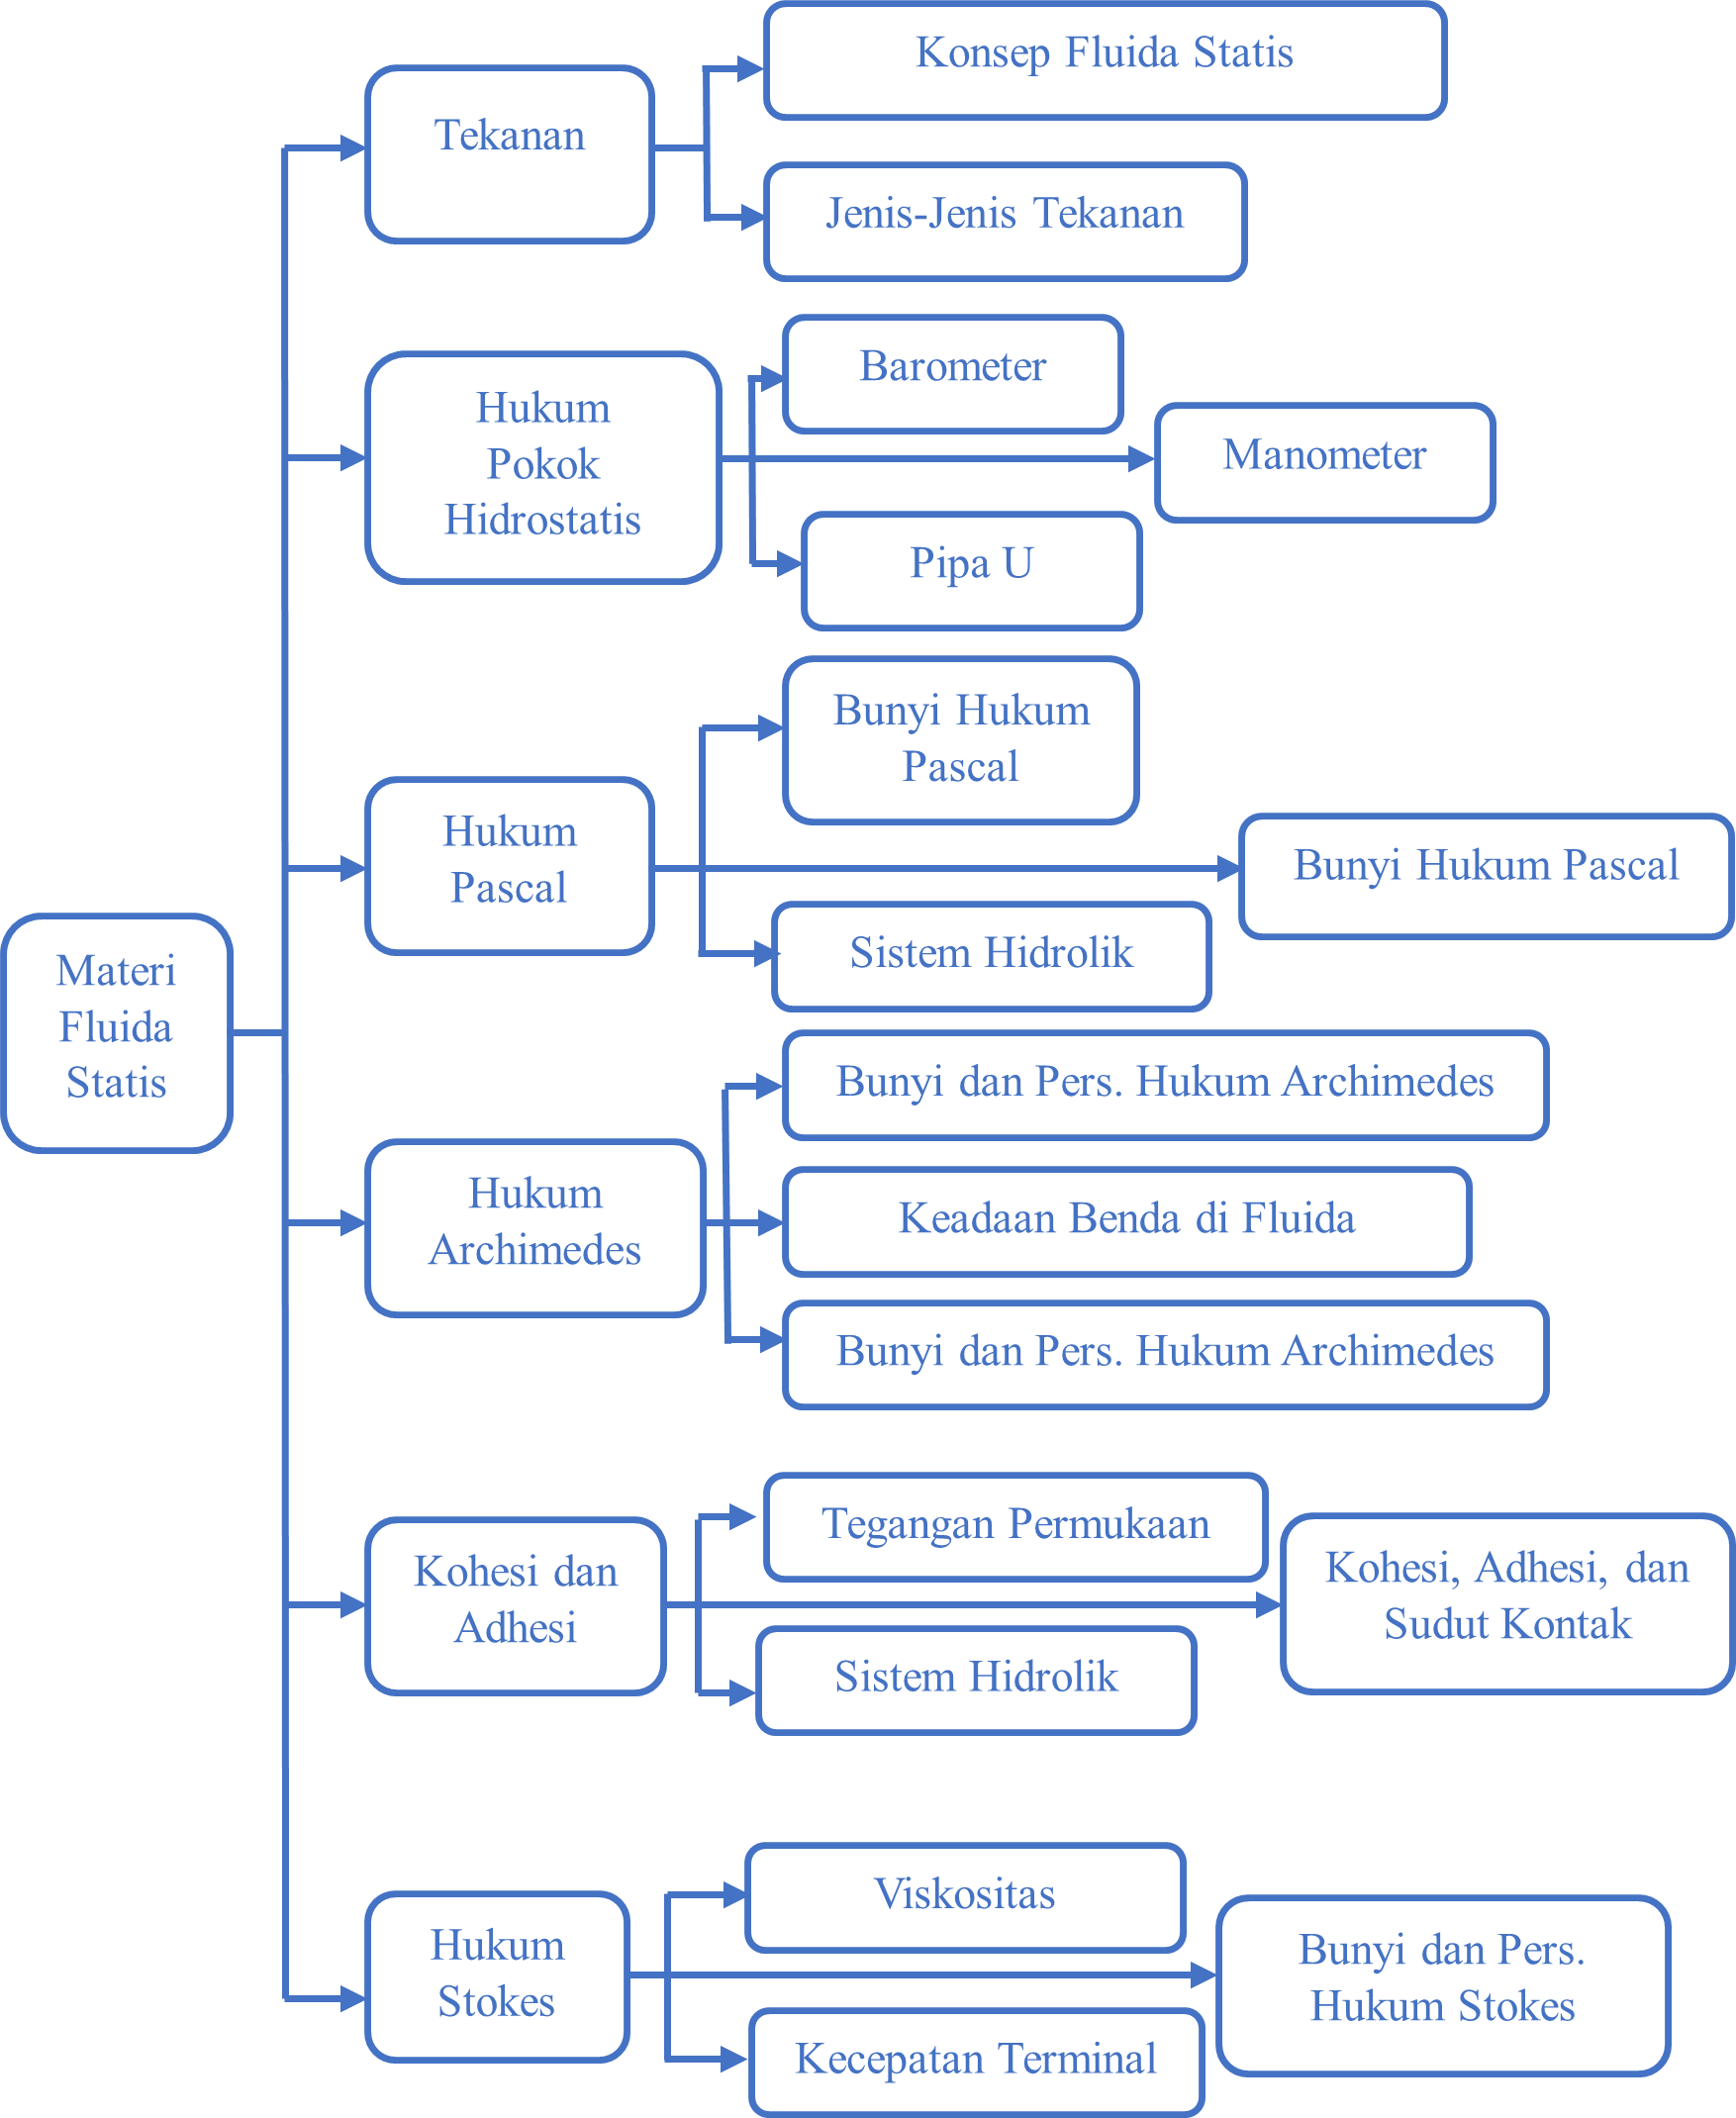 Materi
Fluida
Statis
Tekanan
Konsep Fluida Statis
Jenis-Jenis Tekanan
Hukum
Pokok
Hidrostatis
Barometer
Manometer
Pipa U
Hukum
Pascal
Bunyi Hukum
Pascal
Bunyi Hukum Pascal
Sistem Hidrolik
Hukum
Archimedes
Bunyi dan Pers. Hukum Archimedes
Keadaan Benda di Fluida
Bunyi dan Pers. Hukum Archimedes
Kohesi dan
Adhesi
Tegangan Permukaan
Kohesi, Adhesi, dan
Sudut Kontak
Sistem Hidrolik
Hukum
Stokes
Viskositas
Bunyi dan Pers.
Hukum Stokes
Kecepatan Terminal